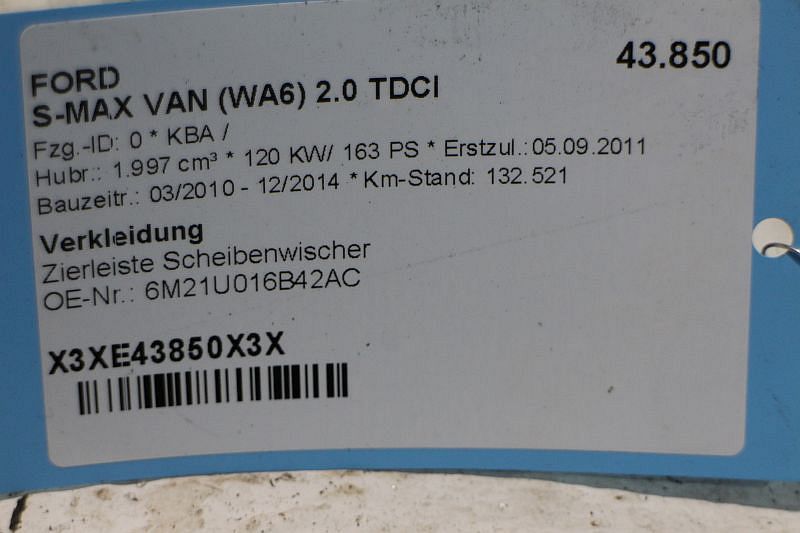 43.850
FORD
S-MAX VAN (WA6) 2.0 TDCI
Fzg.-ID: 0 * KBA /
Hubr.: 1.997 cm³ * 120 KW/ 163 PS * Erstzul.: 05.09.2011
Bauzeitr.: 03/2010 - 12/2014 * Km-Stand: 132.521
Verkleidung
Zierleiste Scheibenwischer
OE-Nr.: 6M21U016B42AC
X3XE43850X3X